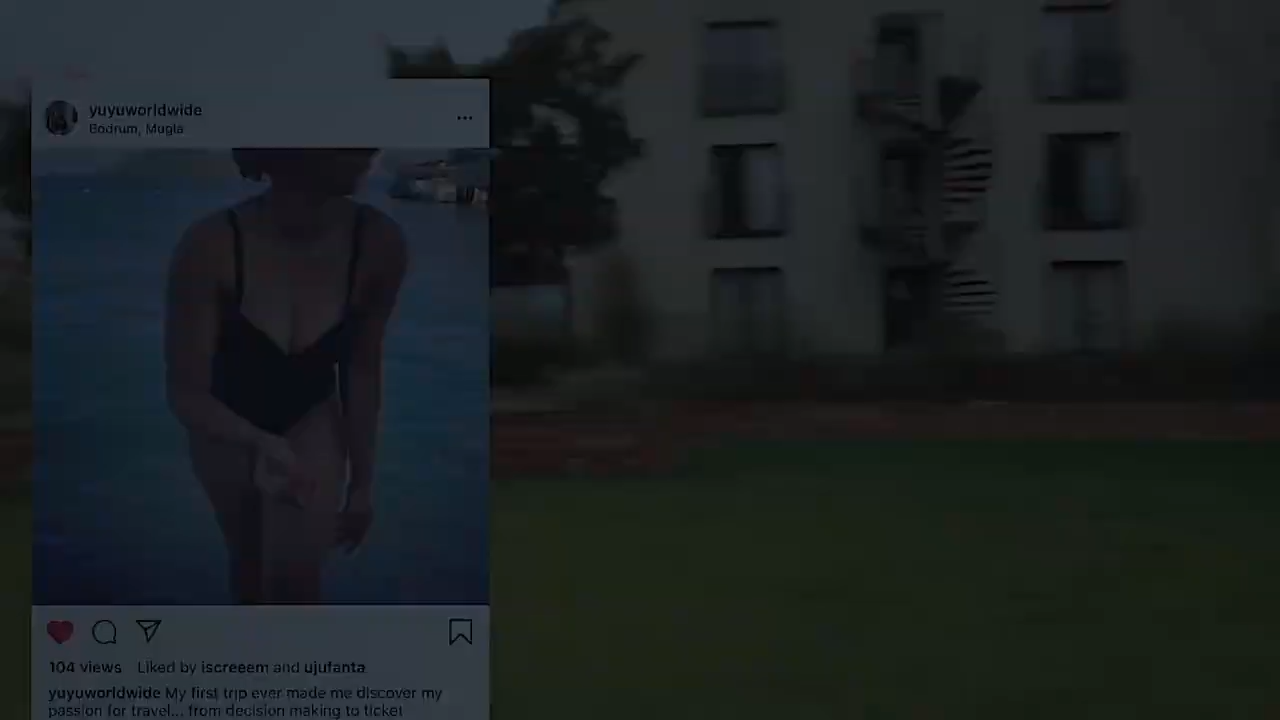 yuyuworldwide
Bodrum, Mugla
104 views Liked by iscreeem and ujufanta
yuyuworldwide My first trip ever made me discover my
passion for travel... from decision making to ticket